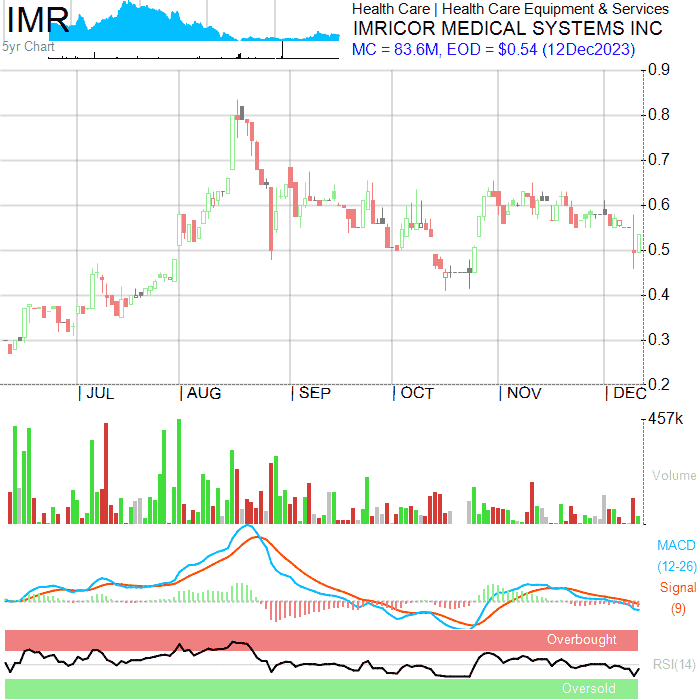 IMR
5yr Chart
Health Care | Health Care Equipment & Services
IMRICOR MEDICAL SYSTEMS INC
MC = 83.6M, EOD = $0.54 (12Dec2023)
0.9
0.8
0.7
0.6
0.5
0.4
0.3
0.2
JUL
AUG
SEP
OCT
NOV
DEC
457k
Volume
MACD
(12-26)
Signal
(9)
Overbought
RSI(14)
Oversold